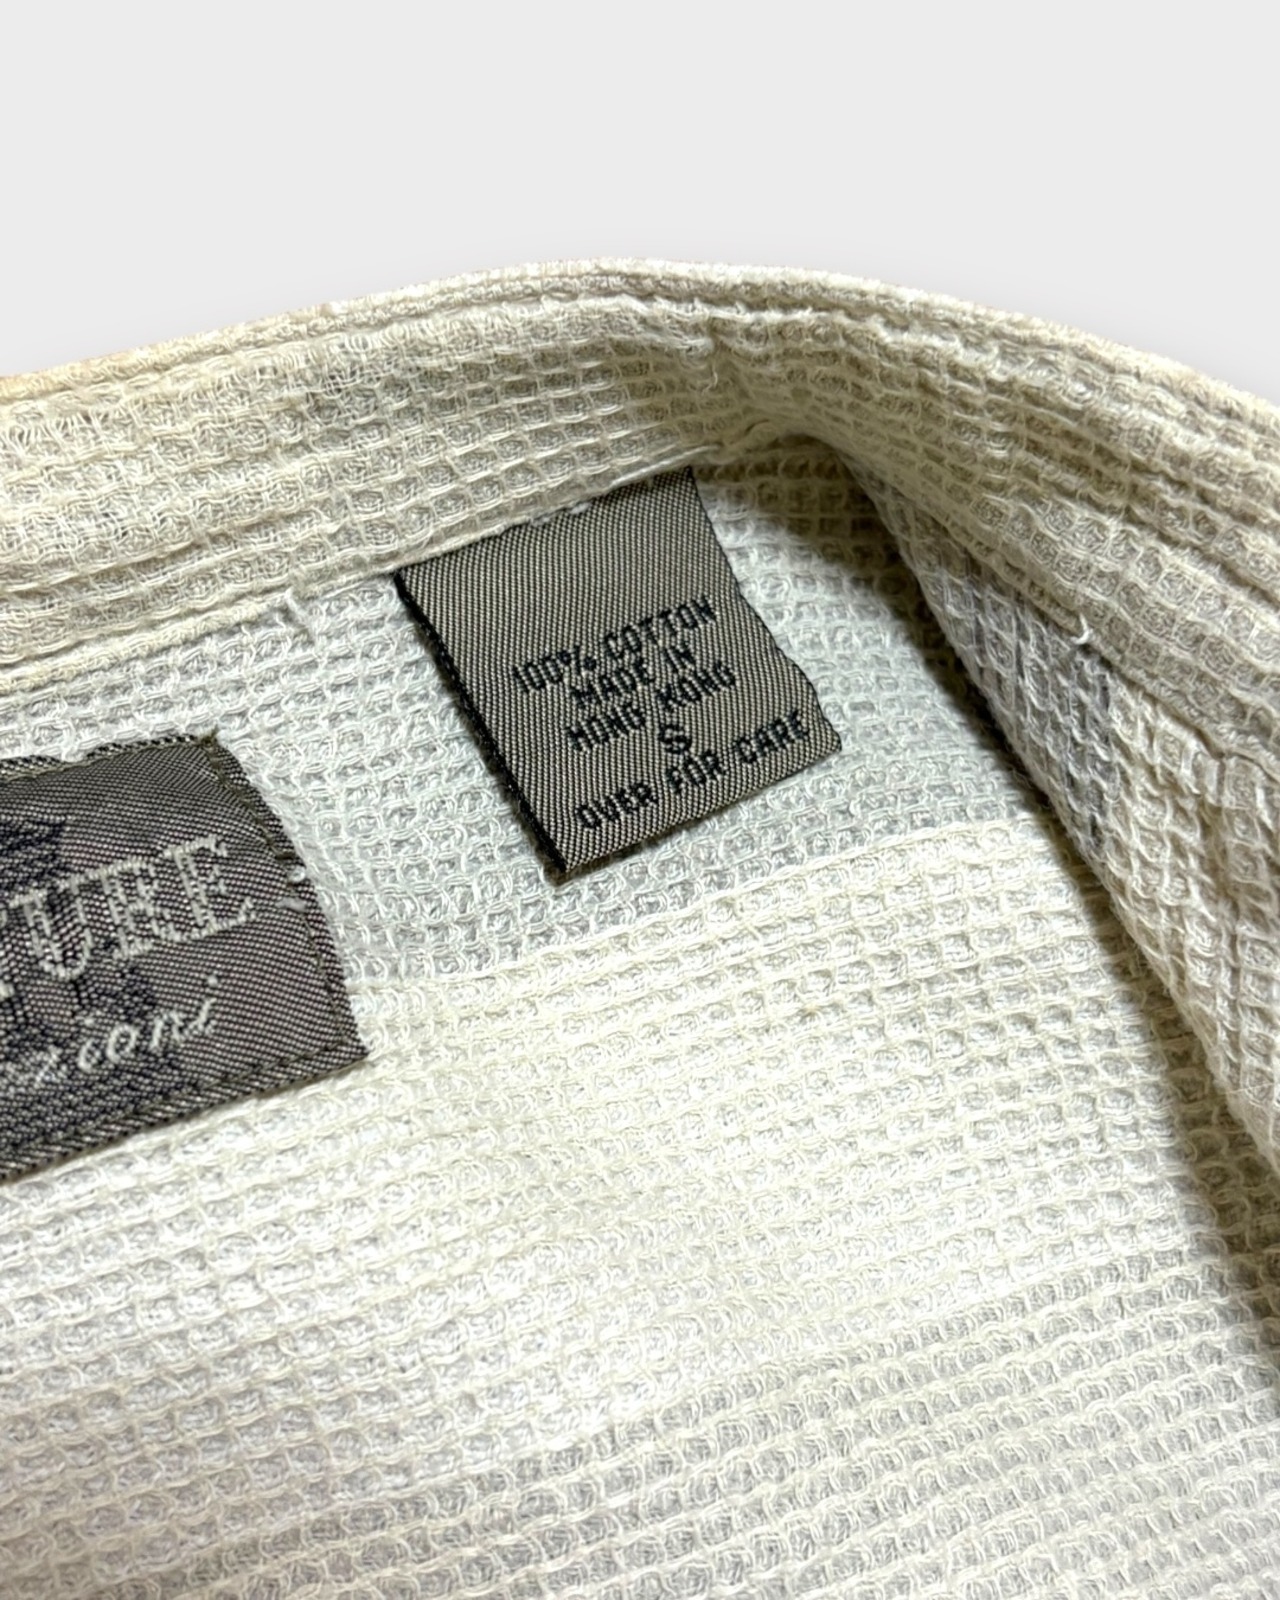 100% COTTON
MADE IN
HONG KONG
S
OVER FOR CARE